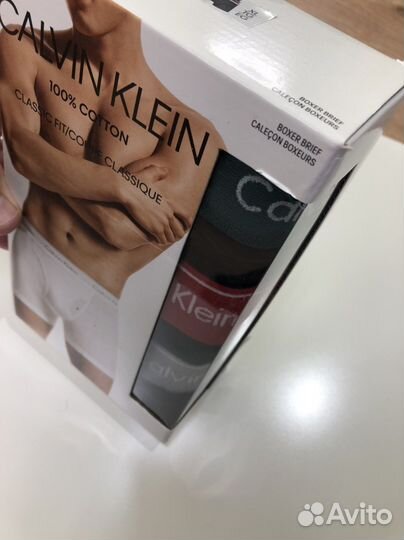 CALVIN KLEIN
100% COTTON
CLASSIC FIT/COUPE CLASSIQUE
BOXER BRIEF
CALEÇON BOXEURS
BOXER BRIEF
CALEÇON BOXEURS
Ca
Klein
alvin
Avito